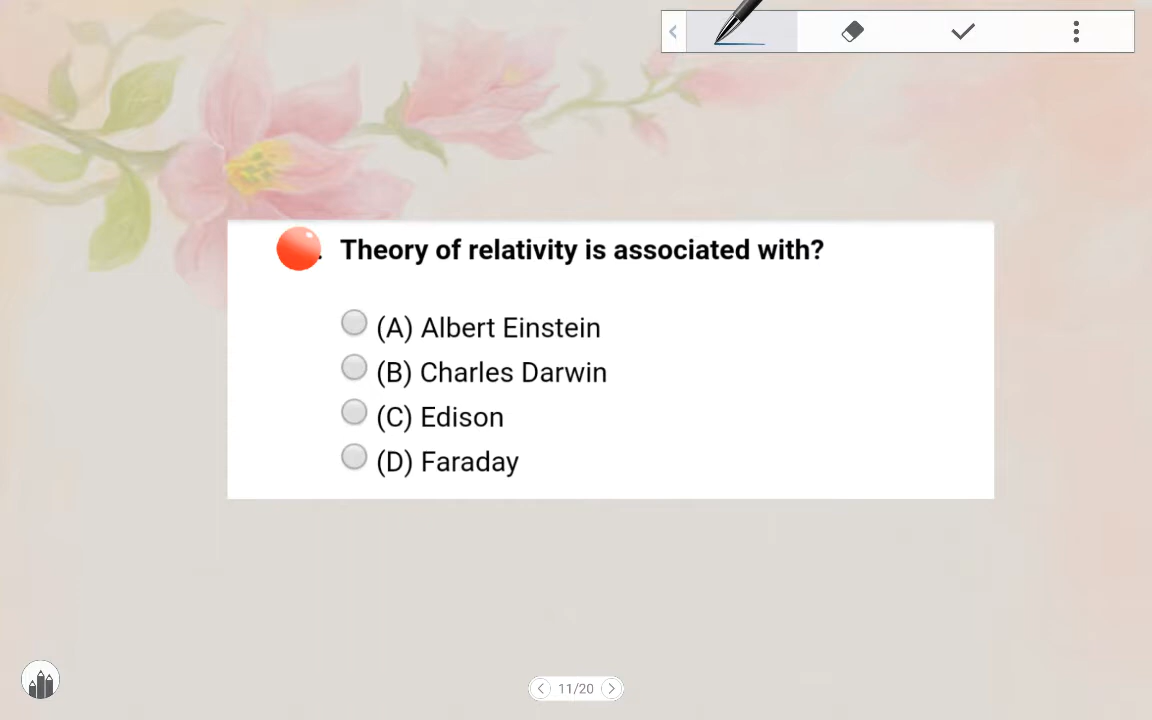 . Theory of relativity is associated with?
(A) Albert Einstein
(B) Charles Darwin
(C) Edison
(D) Faraday
11/20